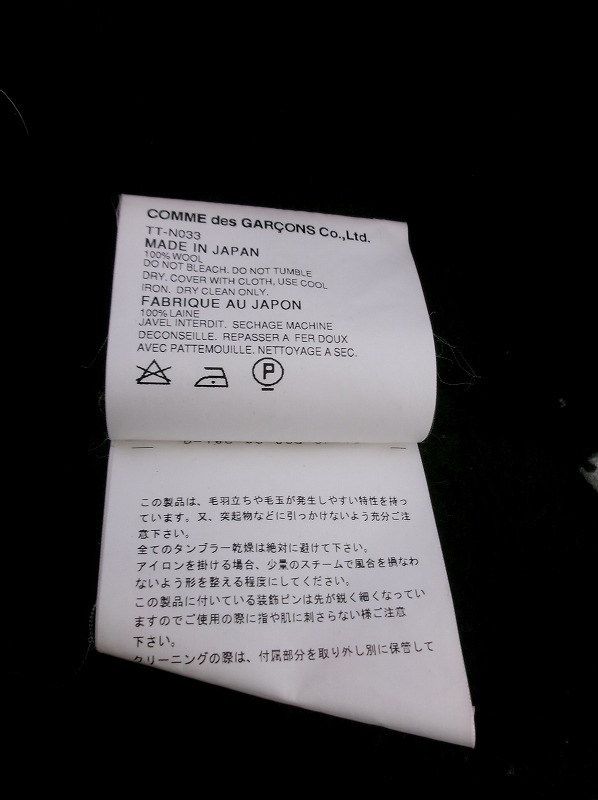 COMME des GARÇONS Co.,Ltd.
TT-N033
MADE IN JAPAN
100% WOOL
DO NOT BLEACH. DO NOT TUMBLE
DRY. COVER WITH CLOTH, USE COOL
IRON. DRY CLEAN ONLY.
FABRIQUE AU JAPON
100% LAINE
JAVEL INTERDIT. SECHAGE MACHINE
DECONSEILLE. REPASSER A FER DOUX
AVEC PATTEMOUILLE. NETTOYAGE A SEC.
P
この製品は、毛羽立ちや毛玉が発生しやすい特性を持っ
ています。又、突起物などに引っかけないよう充分ご注
意下さい。
全てのタンブラー乾燥は絶対に避けて下さい。
アイロンを掛ける場合、少量のスチームで風合を損なわ
ないよう形を整える程度にしてください。
この製品に付いている装飾ピンは先が鋭く細くなってい
ますのでご使用の際に指や肌に刺さらない様ご注意
下さい。
クリーニングの際は、付属部分を取り外し別に保管して